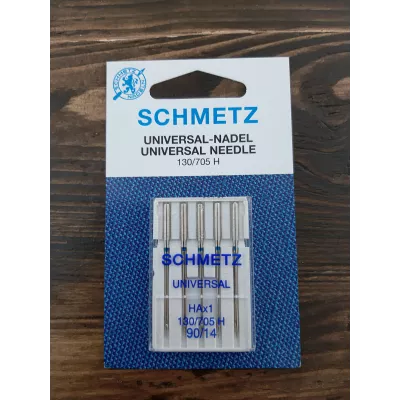 SCHMETZ
UNIVERSAL-NADEL
UNIVERSAL NEEDLE
130/705 H
SCHMETZ
UNIVERSAL
HAx1
130/705 H
90/14